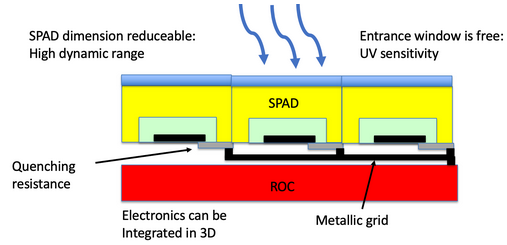 SPAD dimension reduceable:
High dynamic range
Entrance window is free:
UV sensitivity
SPAD
Quenching
resistance
ROC
Electronics can be
Integrated in 3D
Metallic grid